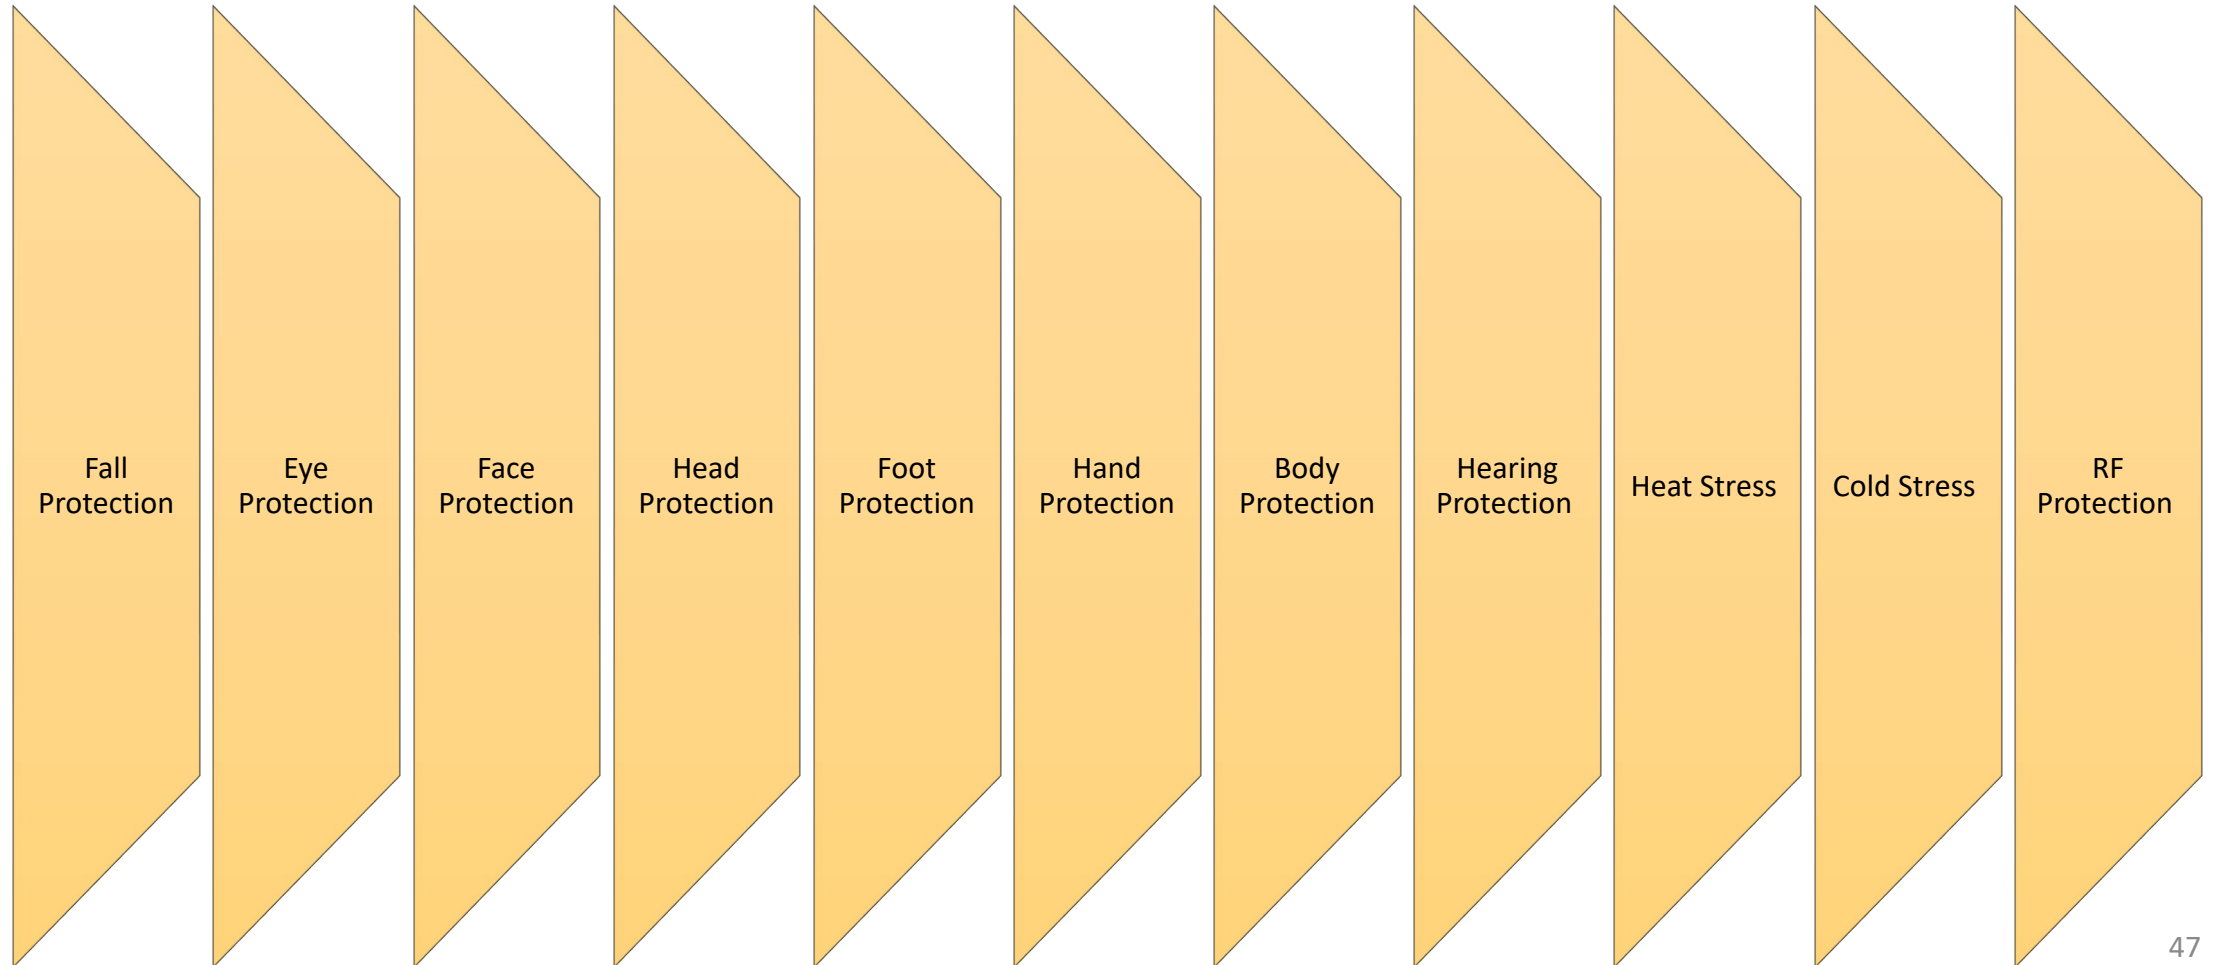 Fall
Protection
Eye
Protection
Face
Protection
Head
Protection
Foot
Protection
Hand
Protection
Body
Protection
Hearing
Protection
Heat Stress
Cold Stress
RF
Protection
47